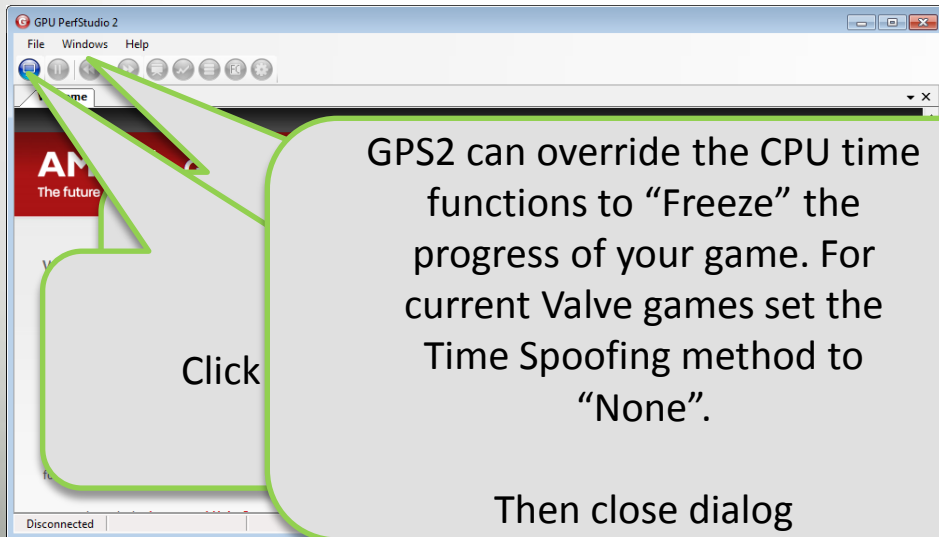 GPU PerfStudio 2
File Windows Help
AM
The future
GPS2 can override the CPU time
functions to “Freeze” the
progress of your game. For
current Valve games set the
Time Spoofing method to
“None”.
Click
Then close dialog
Disconnected